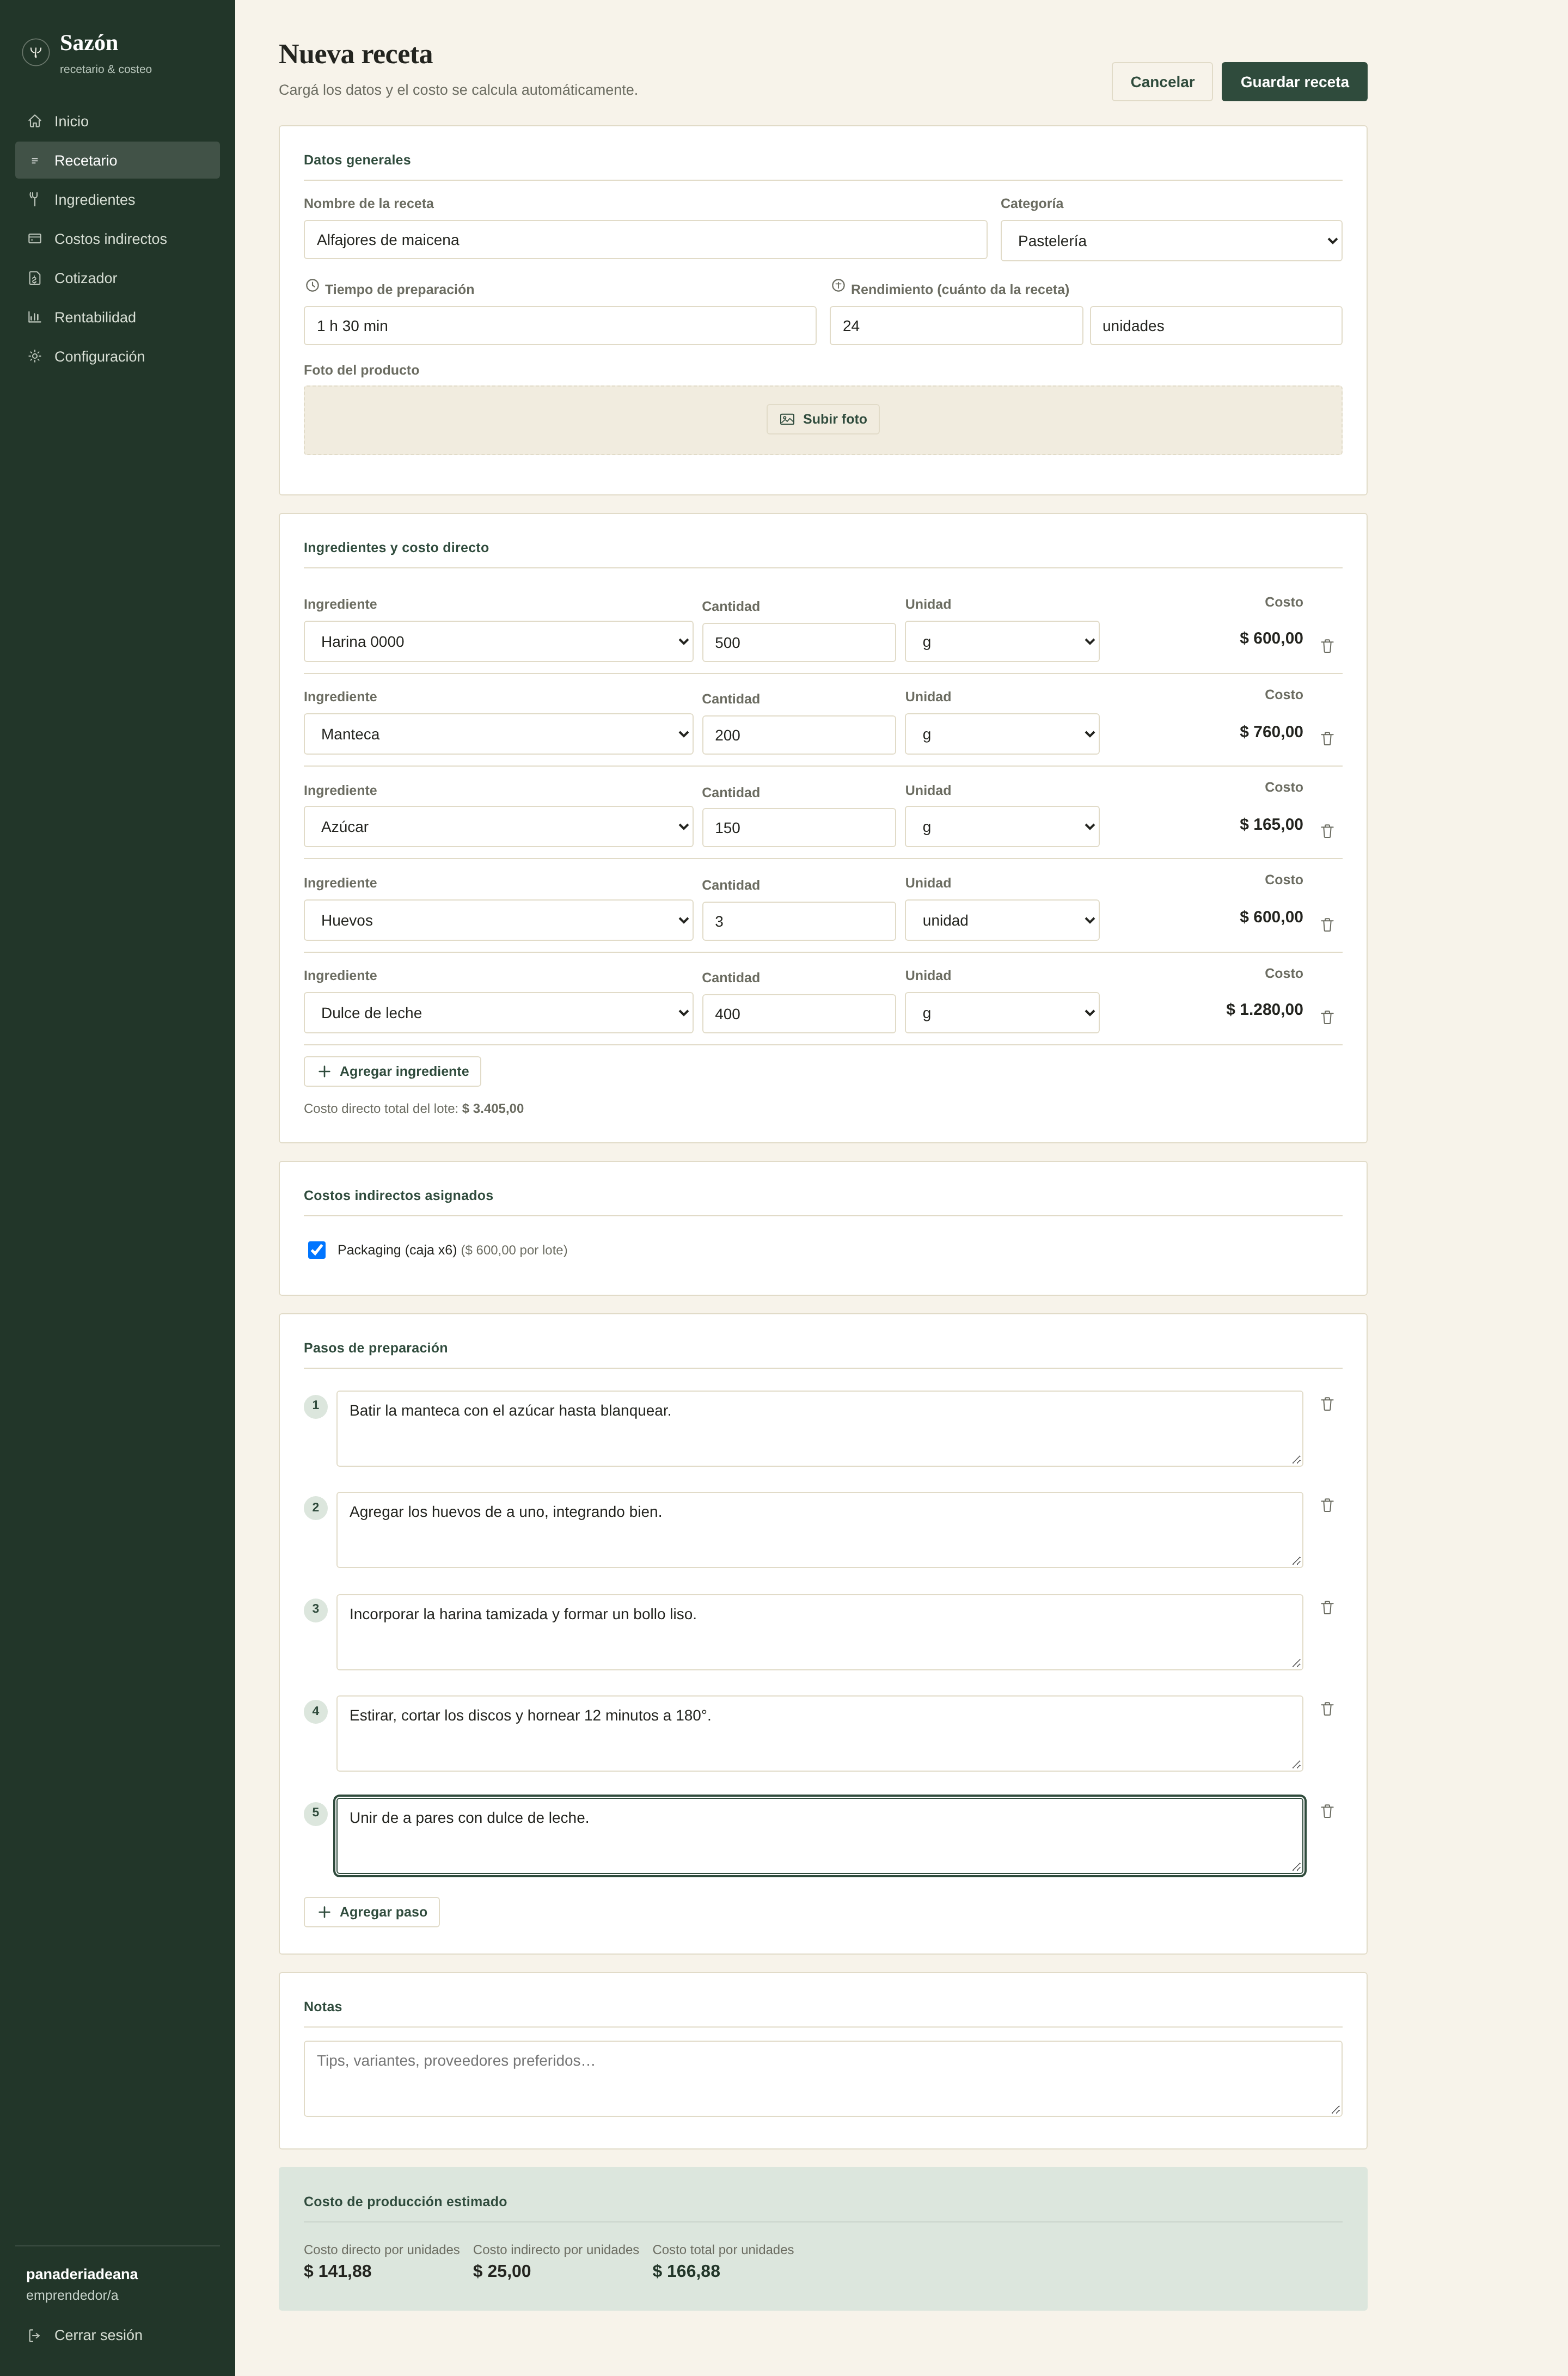 Sazón
recetario & costeo
Inicio
Recetario
Ingredientes
Costos indirectos
Cotizador
Rentabilidad
Configuración
panaderiadeana
emprendedor/a
Cerrar sesión
Nueva receta
Cargá los datos y el costo se calcula automáticamente.
Cancelar
Guardar receta
Datos generales
Nombre de la receta
Categoría
Alfajores de maicena
Pastelería
Tiempo de preparación
Rendimiento (cuánto da la receta)
1 h 30 min
24
unidades
Foto del producto
Subir foto
Ingredientes y costo directo
Ingrediente Cantidad Unidad Costo
Harina 0000 500 g $ 600,00
Ingrediente Cantidad Unidad Costo
Manteca 200 g $ 760,00
Ingrediente Cantidad Unidad Costo
Azúcar 150 g $ 165,00
Ingrediente Cantidad Unidad Costo
Huevos 3 unidad $ 600,00
Ingrediente Cantidad Unidad Costo
Dulce de leche 400 g $ 1.280,00
Agregar ingrediente
Costo directo total del lote: $ 3.405,00
Costos indirectos asignados
Packaging (caja x6) ($ 600,00 por lote)
Pasos de preparación
1 Batir la manteca con el azúcar hasta blanquear.
2 Agregar los huevos de a uno, integrando bien.
3 Incorporar la harina tamizada y formar un bollo liso.
4 Estirar, cortar los discos y hornear 12 minutos a 180°.
5 Unir de a pares con dulce de leche.
Agregar paso
Notas
Tips, variantes, proveedores preferidos…
Costo de producción estimado
Costo directo por unidades Costo indirecto por unidades Costo total por unidades
$ 141,88 $ 25,00 $ 166,88